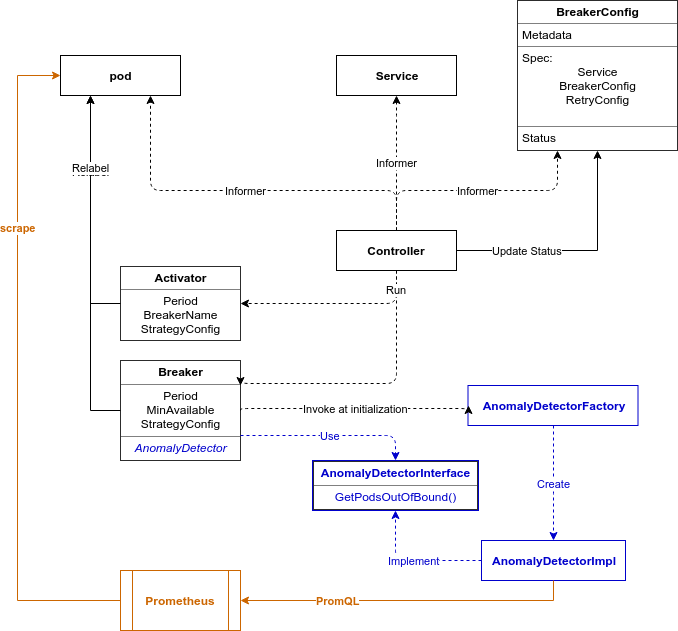 BreakerConfig
Metadata
Spec:
Service
BreakerConfig
RetryConfig
Status
pod
Service
Relabel
Informer
Informer
Informer
scrape
Controller
Update Status
Run
Activator
Period
BreakerName
StrategyConfig
Breaker
Period
MinAvailable
StrategyConfig
AnomalyDetector
Invoke at initialization
AnomalyDetectorFactory
Use
AnomalyDetectorInterface
GetPodsOutOfBound()
Create
Implement
AnomalyDetectorImpl
Prometheus
PromQL